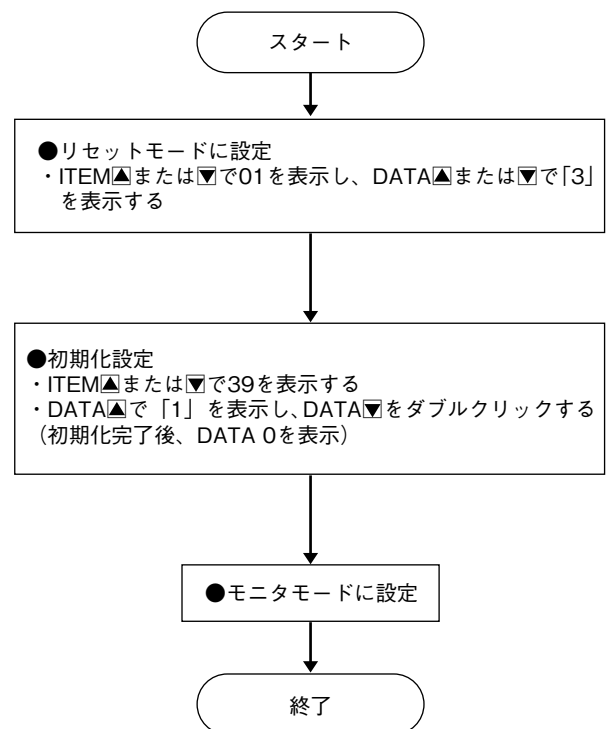 スタート
●リセットモードに設定
・ITEM▲または▼で01を表示し、DATA▲または▼で「3」
を表示する
●初期化設定
・ITEM▲または▼で39を表示する
・DATA▲で「1」を表示し、DATA▼をダブルクリックする
（初期化完了後、DATA 0を表示）
●モニタモードに設定
終了